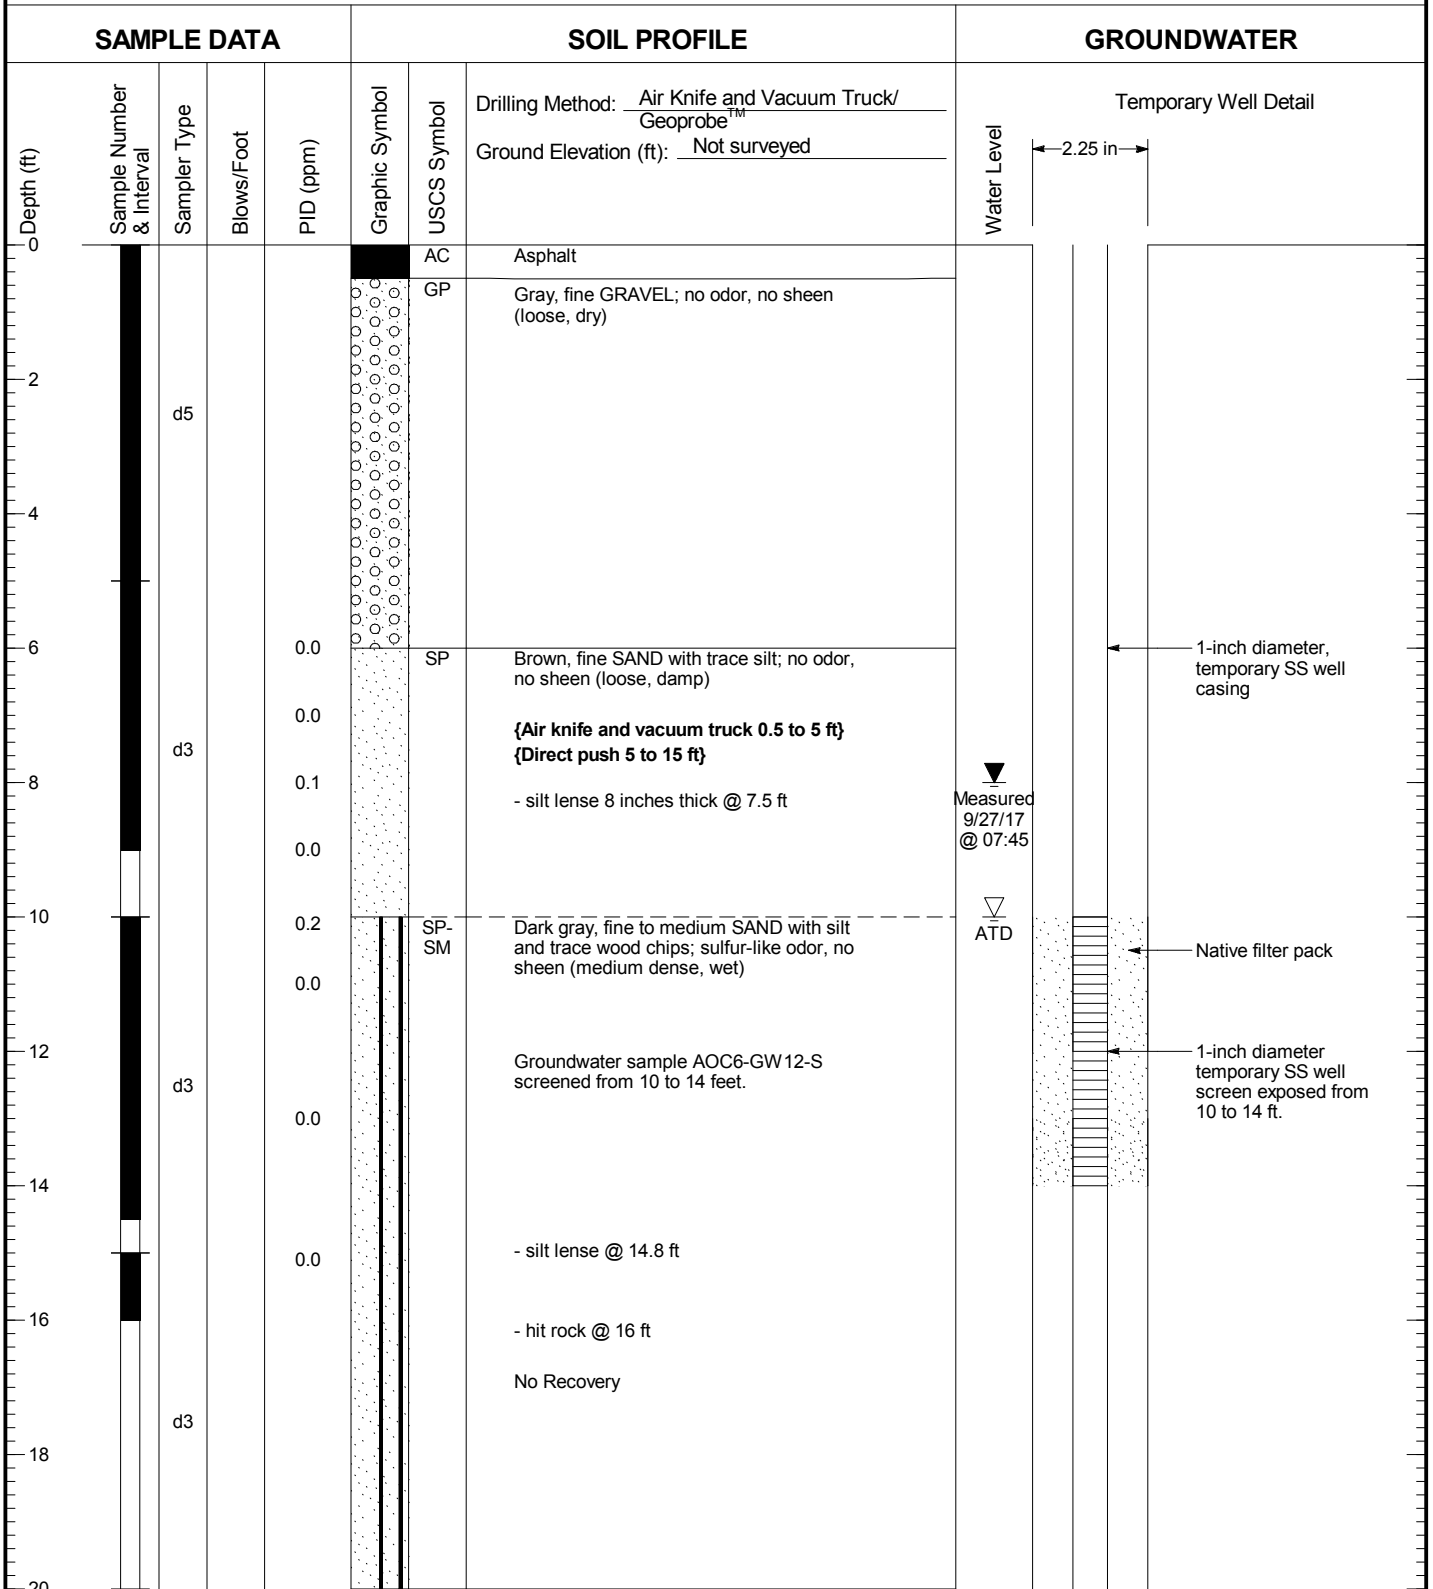 SAMPLE DATA
SOIL PROFILE
GROUNDWATER
Depth (ft)
Sample Number
& Interval
Sampler Type
Blows/Foot
PID (ppm)
Graphic Symbol
USCS Symbol
Drilling Method: Air Knife and Vacuum Truck/
Geoprobe™
Ground Elevation (ft): Not surveyed
Water Level
Temporary Well Detail
2.25 in
0
AC
Asphalt
GP
Gray, fine GRAVEL; no odor, no sheen
(loose, dry)
2
d5
4
6
0.0
SP
Brown, fine SAND with trace silt; no odor,
no sheen (loose, damp)
1-inch diameter,
temporary SS well
casing
0.0
{Air knife and vacuum truck 0.5 to 5 ft}
d3
{Direct push 5 to 15 ft}
8
0.1
- silt lense 8 inches thick @ 7.5 ft
Measured
9/27/17
@ 07:45
0.0
10
0.2
SP-
SM
Dark gray, fine to medium SAND with silt
and trace wood chips; sulfur-like odor, no
sheen (medium dense, wet)
ATD
Native filter pack
0.0
12
Groundwater sample AOC6-GW12-S
screened from 10 to 14 feet.
1-inch diameter
temporary SS well
screen exposed from
10 to 14 ft.
d3
0.0
14
0.0
- silt lense @ 14.8 ft
16
- hit rock @ 16 ft
No Recovery
d3
18
20